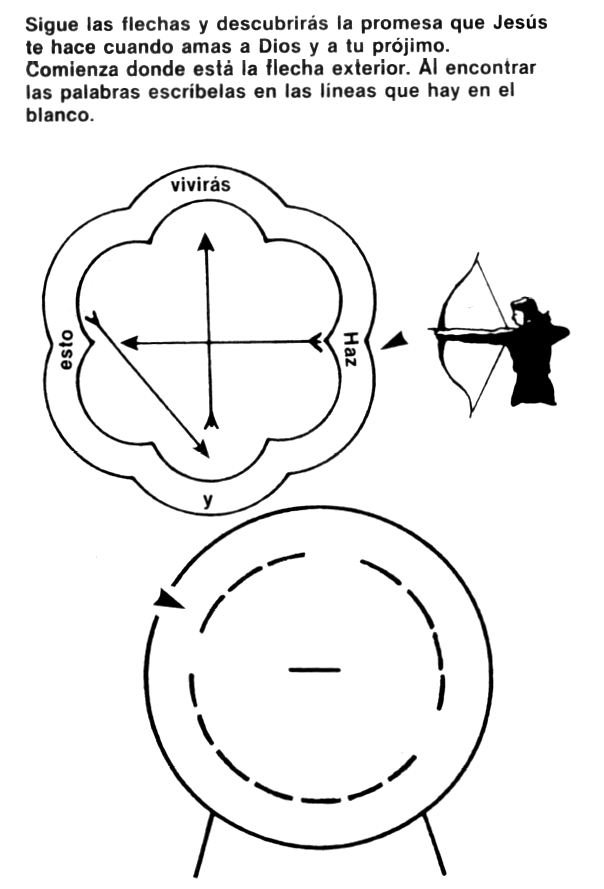 Sigue las flechas y descubrirás la promesa que Jesús
te hace cuando amas a Dios y a tu prójimo.
Comienza donde está la flecha exterior. Al encontrar
las palabras escríbelas en las líneas que hay en el
blanco.
vivirás
esto
Haz
y